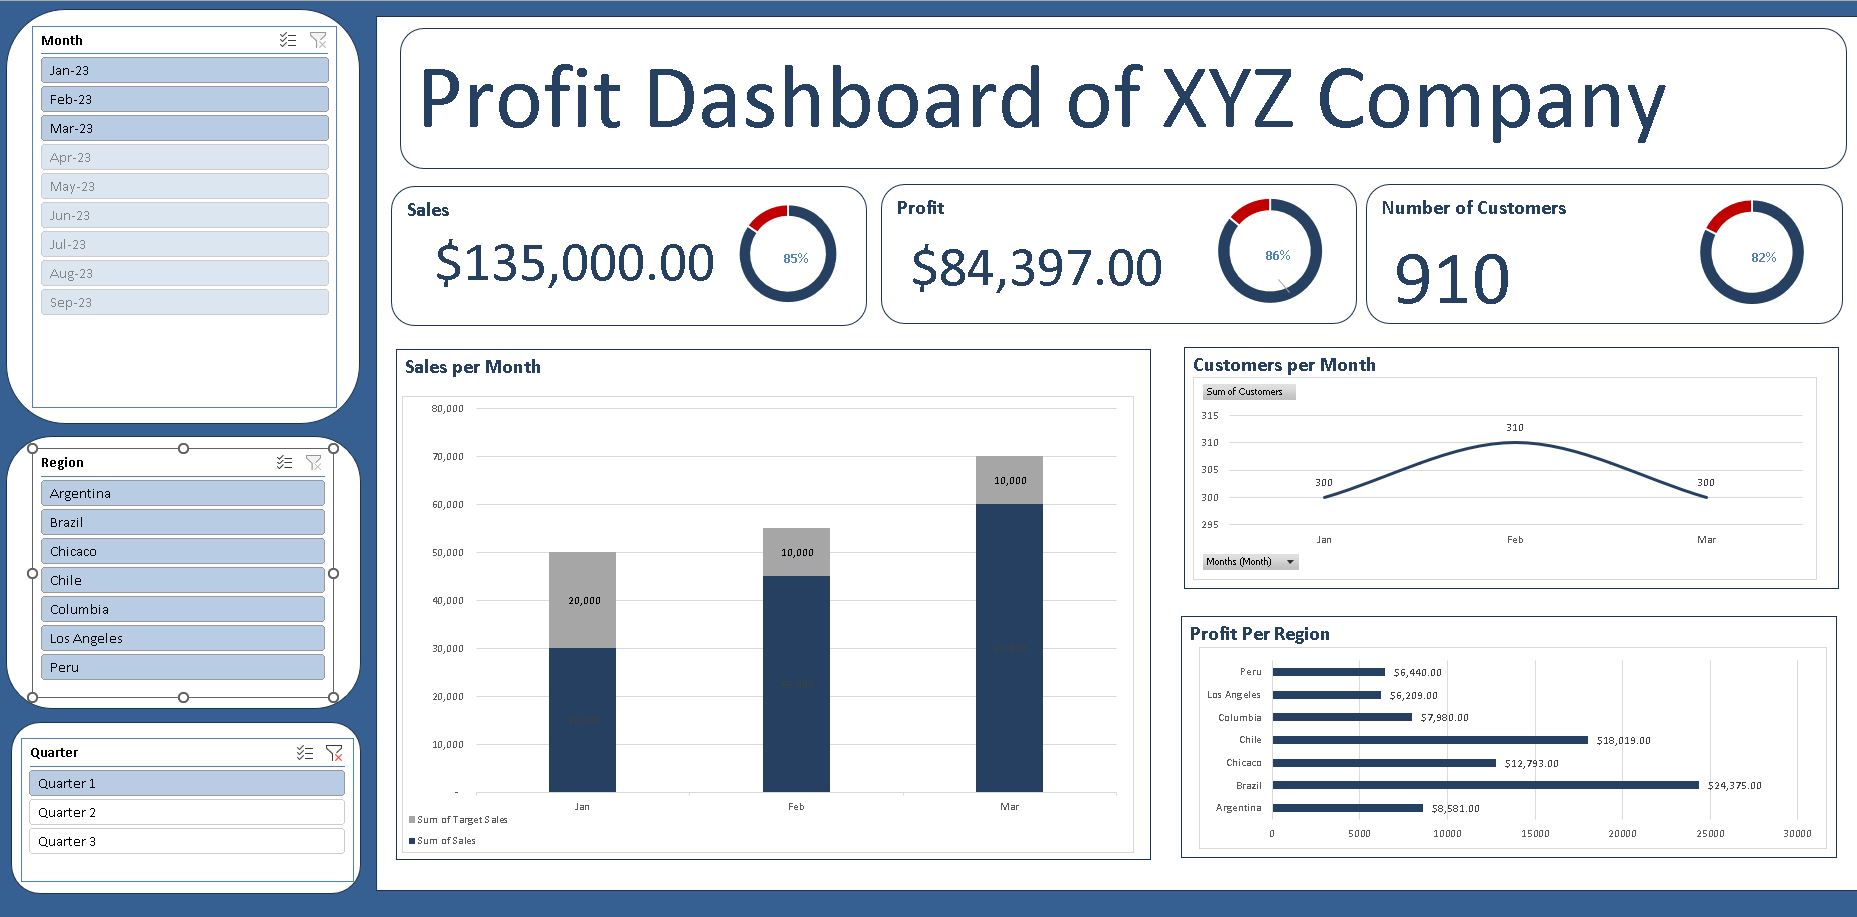 Month
Jan-23
Feb-23
Mar-23
Apr-23
May-23
Jun-23
Jul-23
Aug-23
Sep-23
Region
Argentina
Brazil
Chicaco
Chile
Columbia
Los Angeles
Peru
Quarter
Quarter 1
Quarter 2
Quarter 3
Profit Dashboard of XYZ Company
Sales
$135,000.00
85%
Profit
$84,397.00
86%
Number of Customers
910
82%
Sales per Month
80,000
70,000
60,000
50,000
40,000
30,000
20,000
10,000
-
20,000
10,000
10,000
Jan Feb Mar
Sum of Target Sales
Sum of Sales
Customers per Month
Sum of Customers
315
310
305
300
295
300 310 300
Jan Feb Mar
Months (Month)
Profit Per Region
Peru $6,440.00
Los Angeles $6,209.00
Columbia $7,980.00
Chile $18,019.00
Chicaco $12,793.00
Brazil $24,375.00
Argentina $8,581.00
0 5000 10000 15000 20000 25000 30000